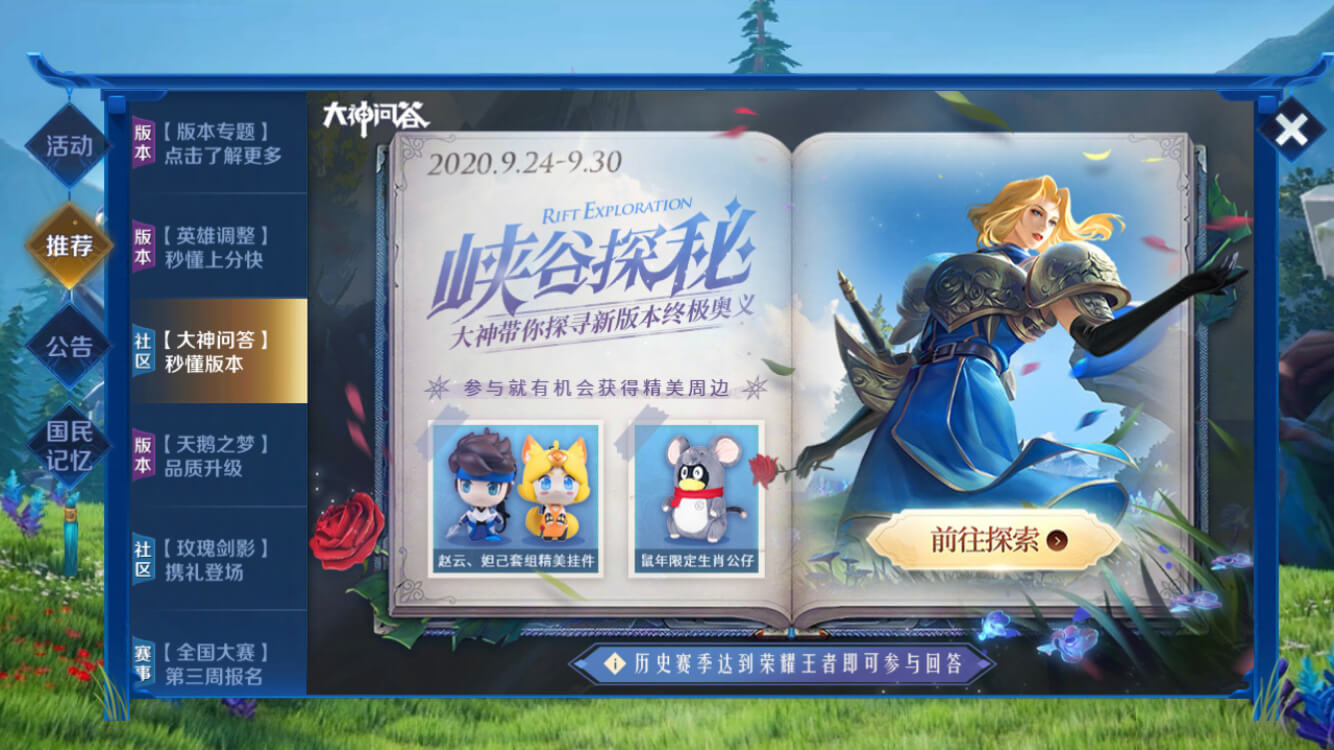 活动
推荐
公告
国民
记忆
版本
【版本专题】
点击了解更多
版本
【英雄调整】
秒懂上分快
社区
【大神问答】
秒懂版本
版本
【天鹅之梦】
品质升级
社区
【玫瑰剑影】
携礼登场
赛事
【全国大赛】
第三周报名
大神问答
2020.9.24-9.30
RIFT EXPLORATION
峡谷探秘
大神带你探寻新版本终极奥义
参与就有机会获得精美周边
赵云、妲己套组精美挂件
鼠年限定生肖公仔
前往探索
历史赛季达到荣耀王者即可参与回答